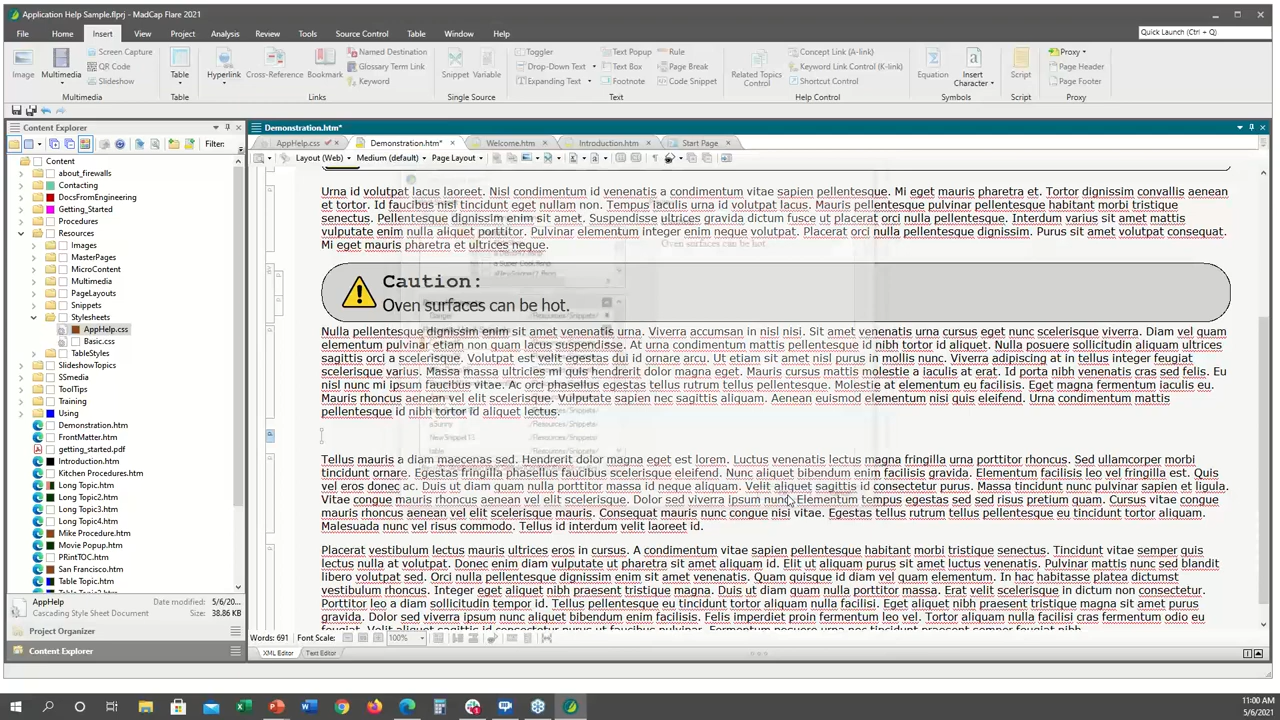 Application Help Sample.flprj - MadCap Flare 2021
File Home Insert View Project Analysis Review Tools Source Control Table Window Help
Quick Launch (Ctrl + Q)
Image
Multimedia
Screen Capture
QR Code
Slideshow
Multimedia
Table
Table
Hyperlink
Cross-Reference
Bookmark
Named Destination
Glossary Term Link
Keyword
Links
Snippet
Variable
Single Source
Toggler
Drop-Down Text
Expanding Text
Text Popup
Text Box
Footnote
Rule
Page Break
Code Snippet
Text
Related Topics
Control
Concept Link (A-link)
Keyword Link Control (K-link)
Shortcut Control
Help Control
Equation
Insert
Character
Symbols
Script
Script
Proxy
Page Header
Page Footer
Proxy
Content Explorer
Filter:
Content
about_firewalls
Contacting
DocsFromEngineering
Getting_Started
Procedures
Resources
Images
MasterPages
MicroContent
Multimedia
PageLayouts
Snippets
Stylesheets
AppHelp.css
Basic.css
TableStyles
SlideshowTopics
SSmedia
ToolTips
Training
Using
Demonstration.htm
FrontMatter.htm
getting_started.pdf
Introduction.htm
Kitchen Procedures.htm
Long Topic.htm
Long Topic2.htm
Long Topic3.htm
Long Topic4.htm
Mike Procedure.htm
Movie Popup.htm
PRintTOC.htm
San Francisco.htm
Table Topic.htm
AppHelp
Date modified: 5/6/20...
Cascading Style Sheet Document
Size: 38.86 KB
Project Organizer
Content Explorer
Demonstration.htm*
AppHelp.css
Demonstration.htm*
Welcome.htm
Introduction.htm
Start Page
Layout (Web)
Medium (default)
Page Layout
Urna id volutpat lacus laoreet. Nisl condimentum id venenatis a condimentum vitae sapien pellentesque. Mi eget mauris pharetra et. Tortor dignissim convallis aenean
et tortor. Id faucibus nisl tincidunt eget nullam non. Tempus iaculis urna id volutpat lacus. Mauris pellentesque pulvinar pellentesque habitant morbi tristique
senectus. Pellentesque dignissim enim sit amet. Suspendisse ultrices gravida dictum fusce ut placerat orci nulla pellentesque. Interdum varius sit amet mattis
vulputate enim nulla aliquet porttitor. Pulvinar elementum integer enim neque volutpat. Placerat orci nulla pellentesque dignissim. Purus sit amet volutpat consequat.
Mi eget mauris pharetra et ultrices neque.
Oven surfaces can be hot
Caution:
Oven surfaces can be hot.
Nulla pellentesque dignissim enim sit amet venenatis urna. Viverra accumsan in nisl nisi. Sit amet venenatis urna cursus eget nunc scelerisque viverra. Diam vel quam
elementum pulvinar etiam non quam lacus suspendisse. Lectus urna duis convallis convallis tellus id interdum velit. Nulla posuere sollicitudin aliquam ultrices
sagittis orci a scelerisque. Volutpat est velit egestas dui id ornare arcu. Ut etiam sit amet nisl purus in mollis nunc. Viverra adipiscing at in tellus integer feugiat
scelerisque varius. Massa massa ultricies mi quis hendrerit dolor magna eget. Mauris cursus mattis molestie a iaculis at erat. Id porta nibh venenatis cras sed felis. Eu
nisl nunc mi ipsum faucibus vitae. Ac orci phasellus egestas tellus rutrum tellus pellentesque. Molestie at elementum eu facilisis. Eget magna fermentum iaculis eu.
Mauris rhoncus aenean vel elit scelerisque. Vulputate sapien nec sagittis aliquam. Aenean euismod elementum nisi quis eleifend. Urna condimentum mattis
pellentesque id nibh tortor id aliquet lectus.
Tellus mauris a diam maecenas sed. Hendrerit dolor magna eget est lorem. Luctus venenatis lectus magna fringilla urna porttitor rhoncus. Sed ullamcorper morbi
tincidunt ornare. Egestas fringilla phasellus faucibus scelerisque eleifend. Nunc aliquet bibendum enim facilisis gravida. Elementum facilisis leo vel fringilla est. Quis
vel eros donec ac. Duis ut diam quam nulla porttitor massa id neque aliquam. Velit aliquet sagittis id consectetur purus. Massa tincidunt nunc pulvinar sapien et ligula.
Vitae congue mauris rhoncus aenean vel elit scelerisque. Dolor sed viverra ipsum nunc. Elementum tempus egestas sed sed risus pretium quam. Cursus vitae congue
mauris rhoncus aenean vel elit scelerisque mauris. Consequat mauris nunc congue nisi vitae. Egestas tellus rutrum tellus pellentesque eu tincidunt tortor aliquam.
Malesuada nunc vel risus commodo. Tellus id interdum velit laoreet id.
Placerat vestibulum lectus mauris ultrices eros in cursus. A condimentum vitae sapien pellentesque habitant morbi tristique senectus. Tincidunt vitae semper quis
lectus nulla at volutpat. Donec enim diam vulputate ut pharetra sit amet aliquam id. Elit ut aliquam purus sit amet luctus venenatis. Pulvinar mattis nunc sed blandit
libero volutpat sed. Orci nulla pellentesque dignissim enim sit amet venenatis. Quam quisque id diam vel quam elementum. In hac habitasse platea dictumst
vestibulum rhoncus. Integer eget aliquet nibh praesent tristique magna. Duis ut diam quam nulla porttitor massa. Erat velit scelerisque in dictum non consectetur.
Porttitor leo a diam sollicitudin tempor id. Tellus pellentesque eu tincidunt tortor aliquam nulla facilisi. Eget aliquet nibh praesent tristique magna sit amet purus
gravida. Diam vulputate ut pharetra sit amet. Velit aliquet sagittis id consectetur purus. Nulla facilisi cras fermentum odio eu
Words: 691
Font Scale:
100%
XML Editor
Text Editor
11:00 AM
5/6/2021